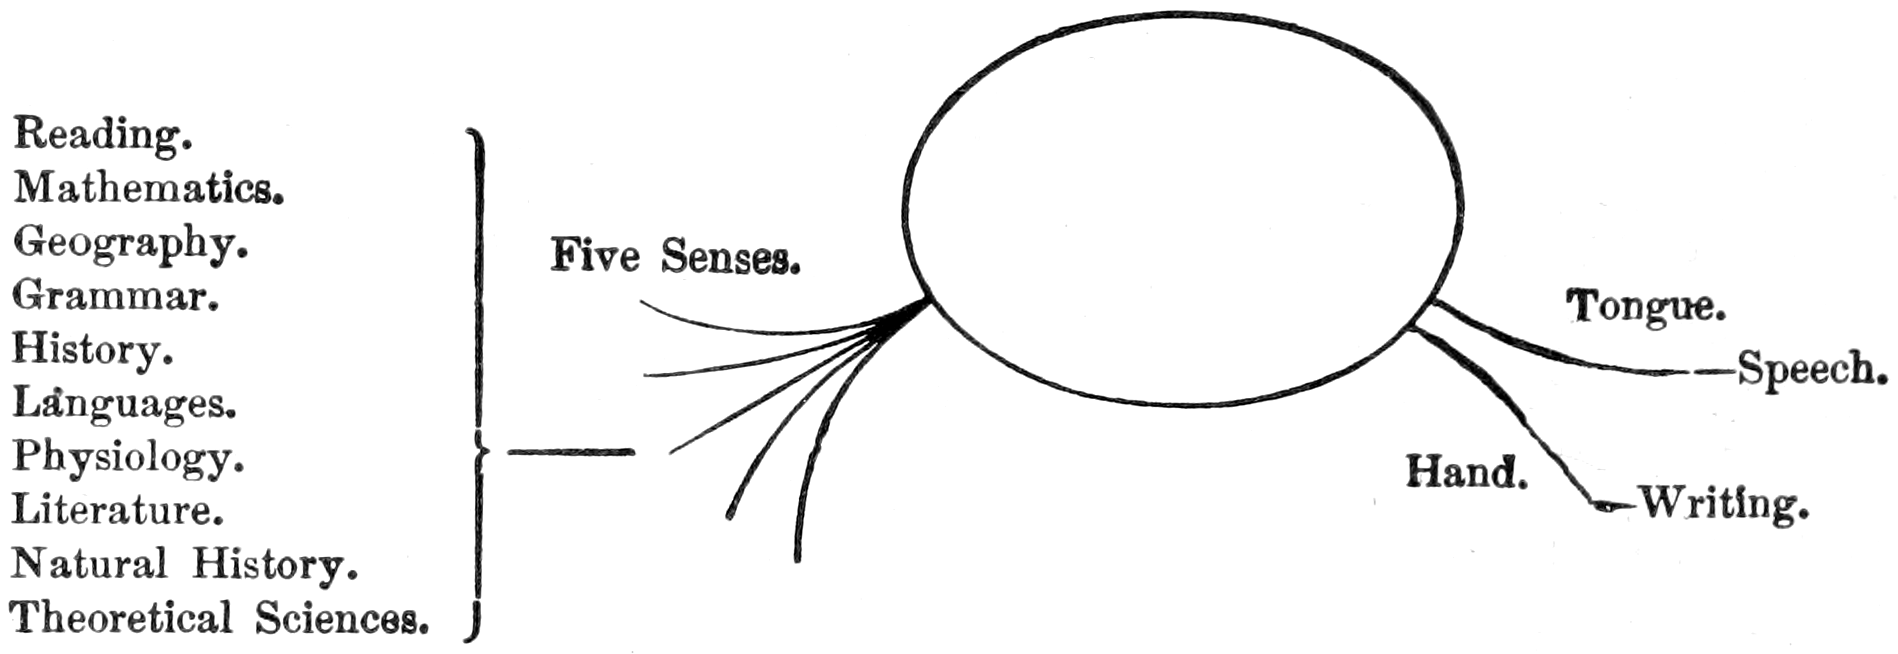 Reading.
Mathematics.
Geography.
Grammar.
History.
Languages.
Physiology.
Literature.
Natural History.
Theoretical Sciences.
Five Senses.
Tongue.
Speech.
Hand.
Writing.